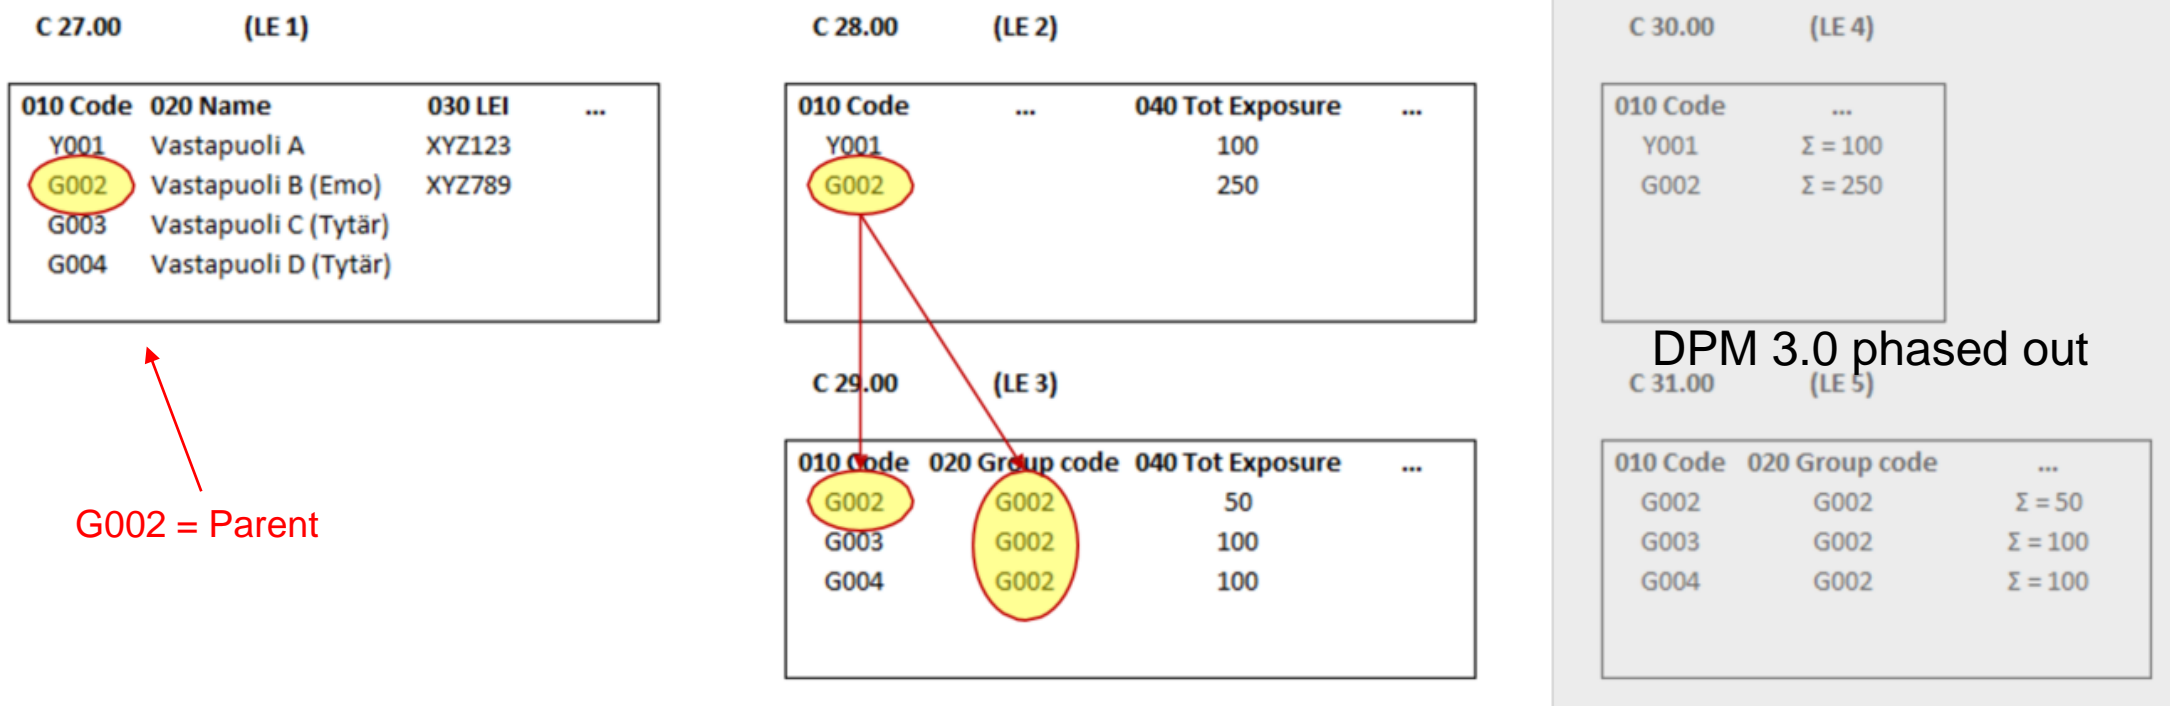 C 27.00 (LE 1)
010 Code 020 Name 030 LEI ...
Y001 Vastapuoli A XYZ123
G002 Vastapuoli B (Emo) XYZ789
G003 Vastapuoli C (Tytär)
G004 Vastapuoli D (Tytär)
G002 = Parent
C 28.00 (LE 2)
010 Code ... 040 Tot Exposure ...
Y001 100
G002 250
C 29.00 (LE 3)
010 Code 020 Group code 040 Tot Exposure ...
G002 G002 50
G003 G002 100
G004 G002 100
C 30.00 (LE 4)
010 Code ...
Y001 Σ = 100
G002 Σ = 250
DPM 3.0 phased out
C 31.00 (LE 5)
010 Code 020 Group code ...
G002 G002 Σ = 50
G003 G002 Σ = 100
G004 G002 Σ = 100